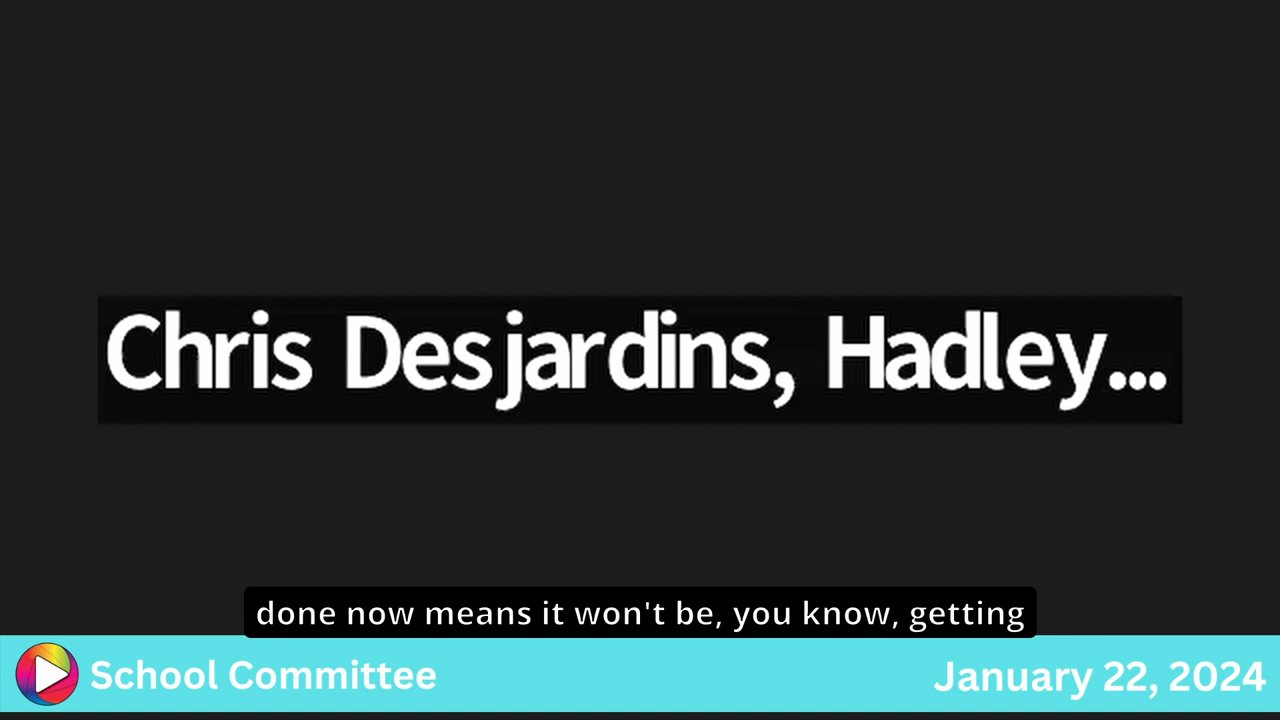 Chris Desjardins, Hadley...
done now means it won't be, you know, getting
School Committee
January 22, 2024